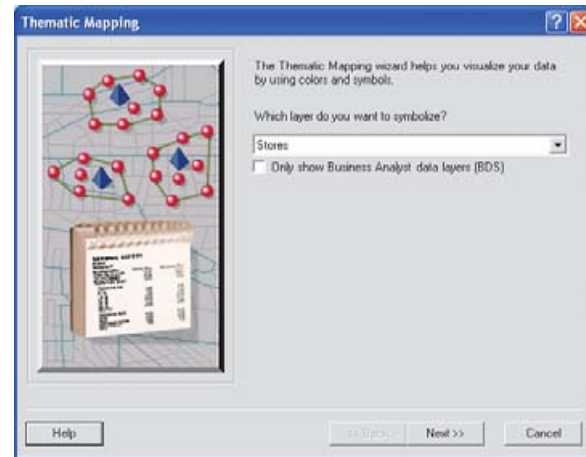 Thematic Mapping
The Thematic Mapping wizard helps you visualize your data
by using colors and symbols.
Which layer do you want to symbolize?
Stores
Only show Business Analyst data layers (BDS)
Help
<< Back
Next >>
Cancel